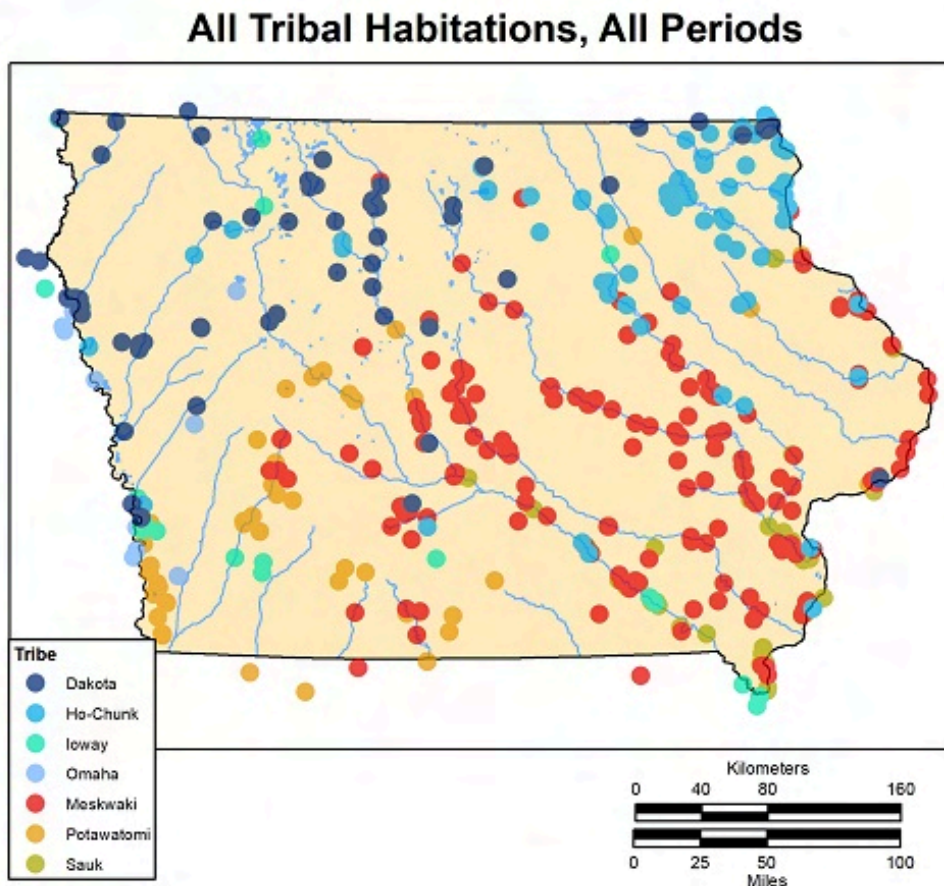 All Tribal Habitations, All Periods
Tribe
Dakota
Ho-Chunk
Ioway
Omaha
Meskwaki
Potawatomi
Sauk
Kilometers
0 40 80 160
0 25 50 100
Miles